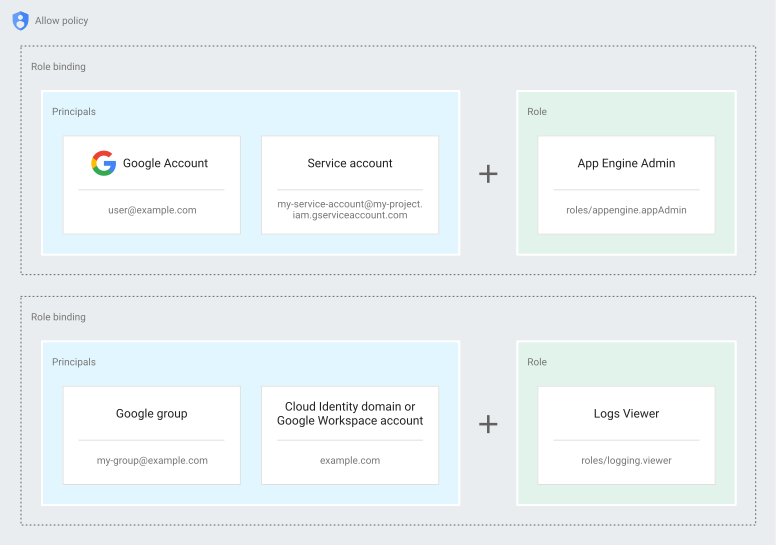 Allow policy
Role binding
Principals
Role
Google Account
Service account
App Engine Admin
user@example.com
my-service-account@my-project.
iam.gserviceaccount.com
roles/appengine.appAdmin
Role binding
Principals
Role
Google group
Cloud Identity domain or
Google Workspace account
Logs Viewer
my-group@example.com
example.com
roles/logging.viewer